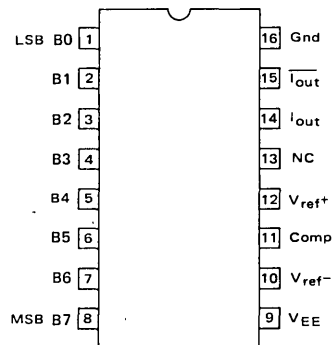 LSB B0 1 16 Gnd
B1 2 15 I̅o̅u̅t̅
B2 3 14 Iout
B3 4 13 NC
B4 5 12 Vref+
B5 6 11 Comp
B6 7 10 Vref−
MSB B7 8 9 VEE